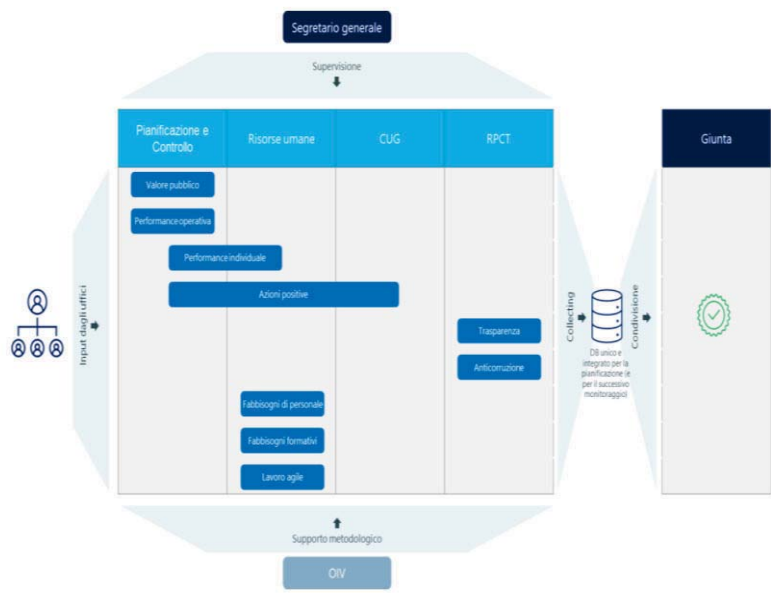 Segretario generale
Supervisione
Pianificazione e
Controllo
Risorse umane
CUG
RPCT
Giunta
Valore pubblico
Performance operativa
Performance individuale
Azioni positive
Trasparenza
Anticorruzione
Fabbisogni di personale
Fabbisogni formativi
Lavoro agile
Input dagli uffici
Collecting
DB unico e
integrato per la
pianificazione (e
per il successivo
monitoraggio)
Condivisione
Supporto metodologico
OIV